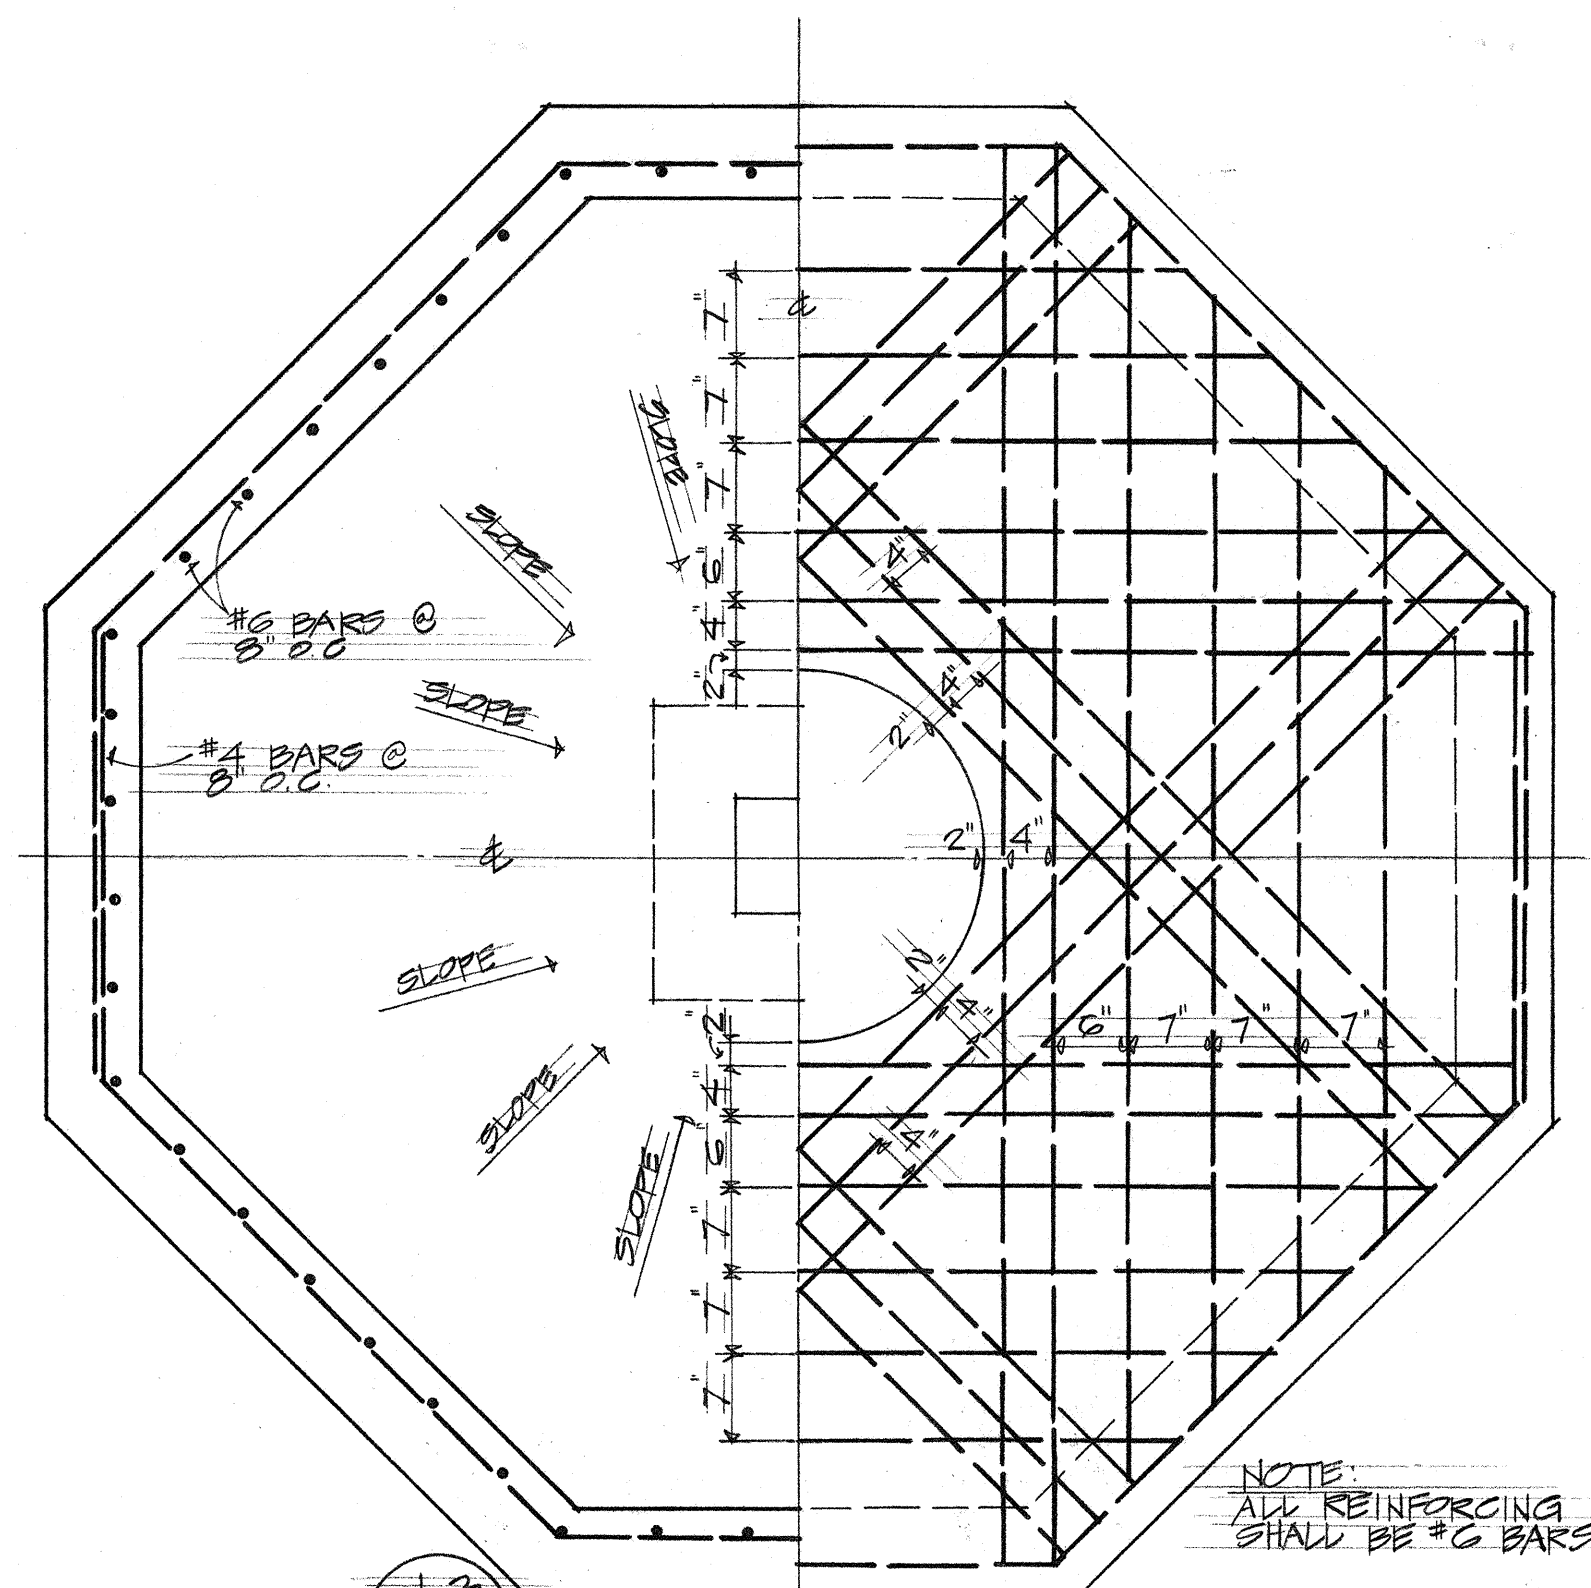 7"
℄
7"
SLOPE
7"
SLOPE
4"
6"
4"
#6 BARS @
8" O.C
2"
4"
SLOPE
2"
#4 BARS @
8" O.C.
℄
2" 4"
SLOPE
2"
4"
2"
6" 7" 7" 7"
4"
SLOPE
6"
4"
SLOPE
7"
7"
7"
NOTE:
ALL REINFORCING
SHALL BE #6 BARS